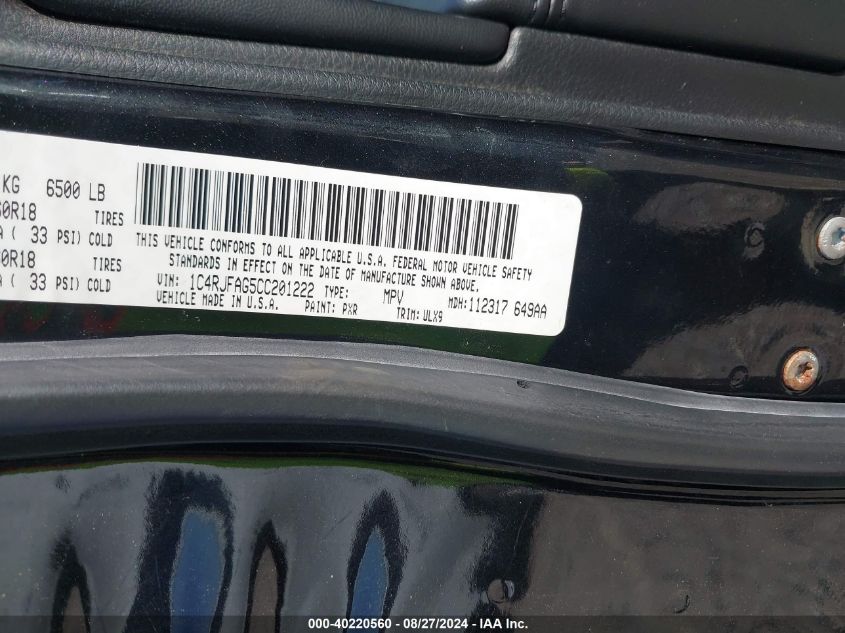 KG 6500 LB
60R18 TIRES
( 33 PSI) COLD
R18 TIRES
( 33 PSI) COLD
THIS VEHICLE CONFORMS TO ALL APPLICABLE U.S.A. FEDERAL MOTOR VEHICLE SAFETY
STANDARDS IN EFFECT ON THE DATE OF MANUFACTURE SHOWN ABOVE.
VIN: 1C4RJFAG5CC201222 TYPE: MPV MDH:112317 649AA
VEHICLE MADE IN U.S.A. PAINT: PXR TRIM:ULX9
000-40220560 - 08/27/2024 - IAA Inc.